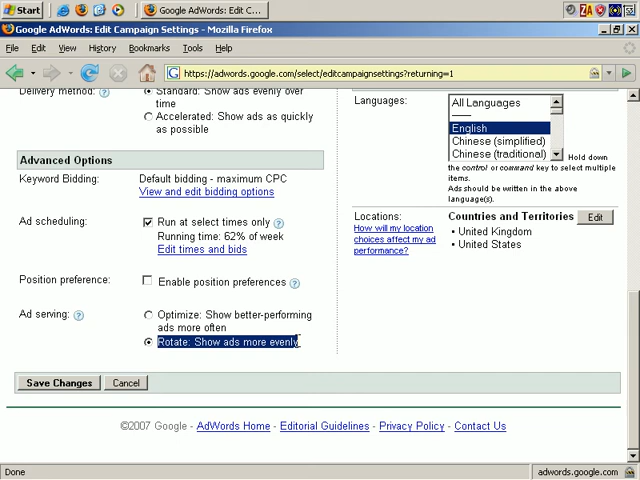 Start
Google AdWords: Edit C...
Google AdWords: Edit Campaign Settings - Mozilla Firefox
File Edit View History Bookmarks Tools Help
https://adwords.google.com/select/editcampaignsettings?returning=1
Delivery method: ? Standard: Show ads evenly over
time
Accelerated: Show ads as quickly
as possible
Advanced Options
Keyword Bidding: Default bidding - maximum CPC
View and edit bidding options
Ad scheduling: ? Run at select times only ?
Running time: 62% of week
Edit times and bids
Position preference: Enable position preferences ?
Ad serving: ? Optimize: Show better-performing
ads more often
Rotate: Show ads more evenly
Languages: All Languages
-----
English
Chinese (simplified)
Chinese (traditional) Hold down
the control or command key to select multiple
items.
Ads should be written in the above
language(s).
Locations: Countries and Territories Edit
How will my location
choices affect my ad
performance?
• United Kingdom
• United States
Save Changes Cancel
©2007 Google - AdWords Home - Editorial Guidelines - Privacy Policy - Contact Us
Done adwords.google.com